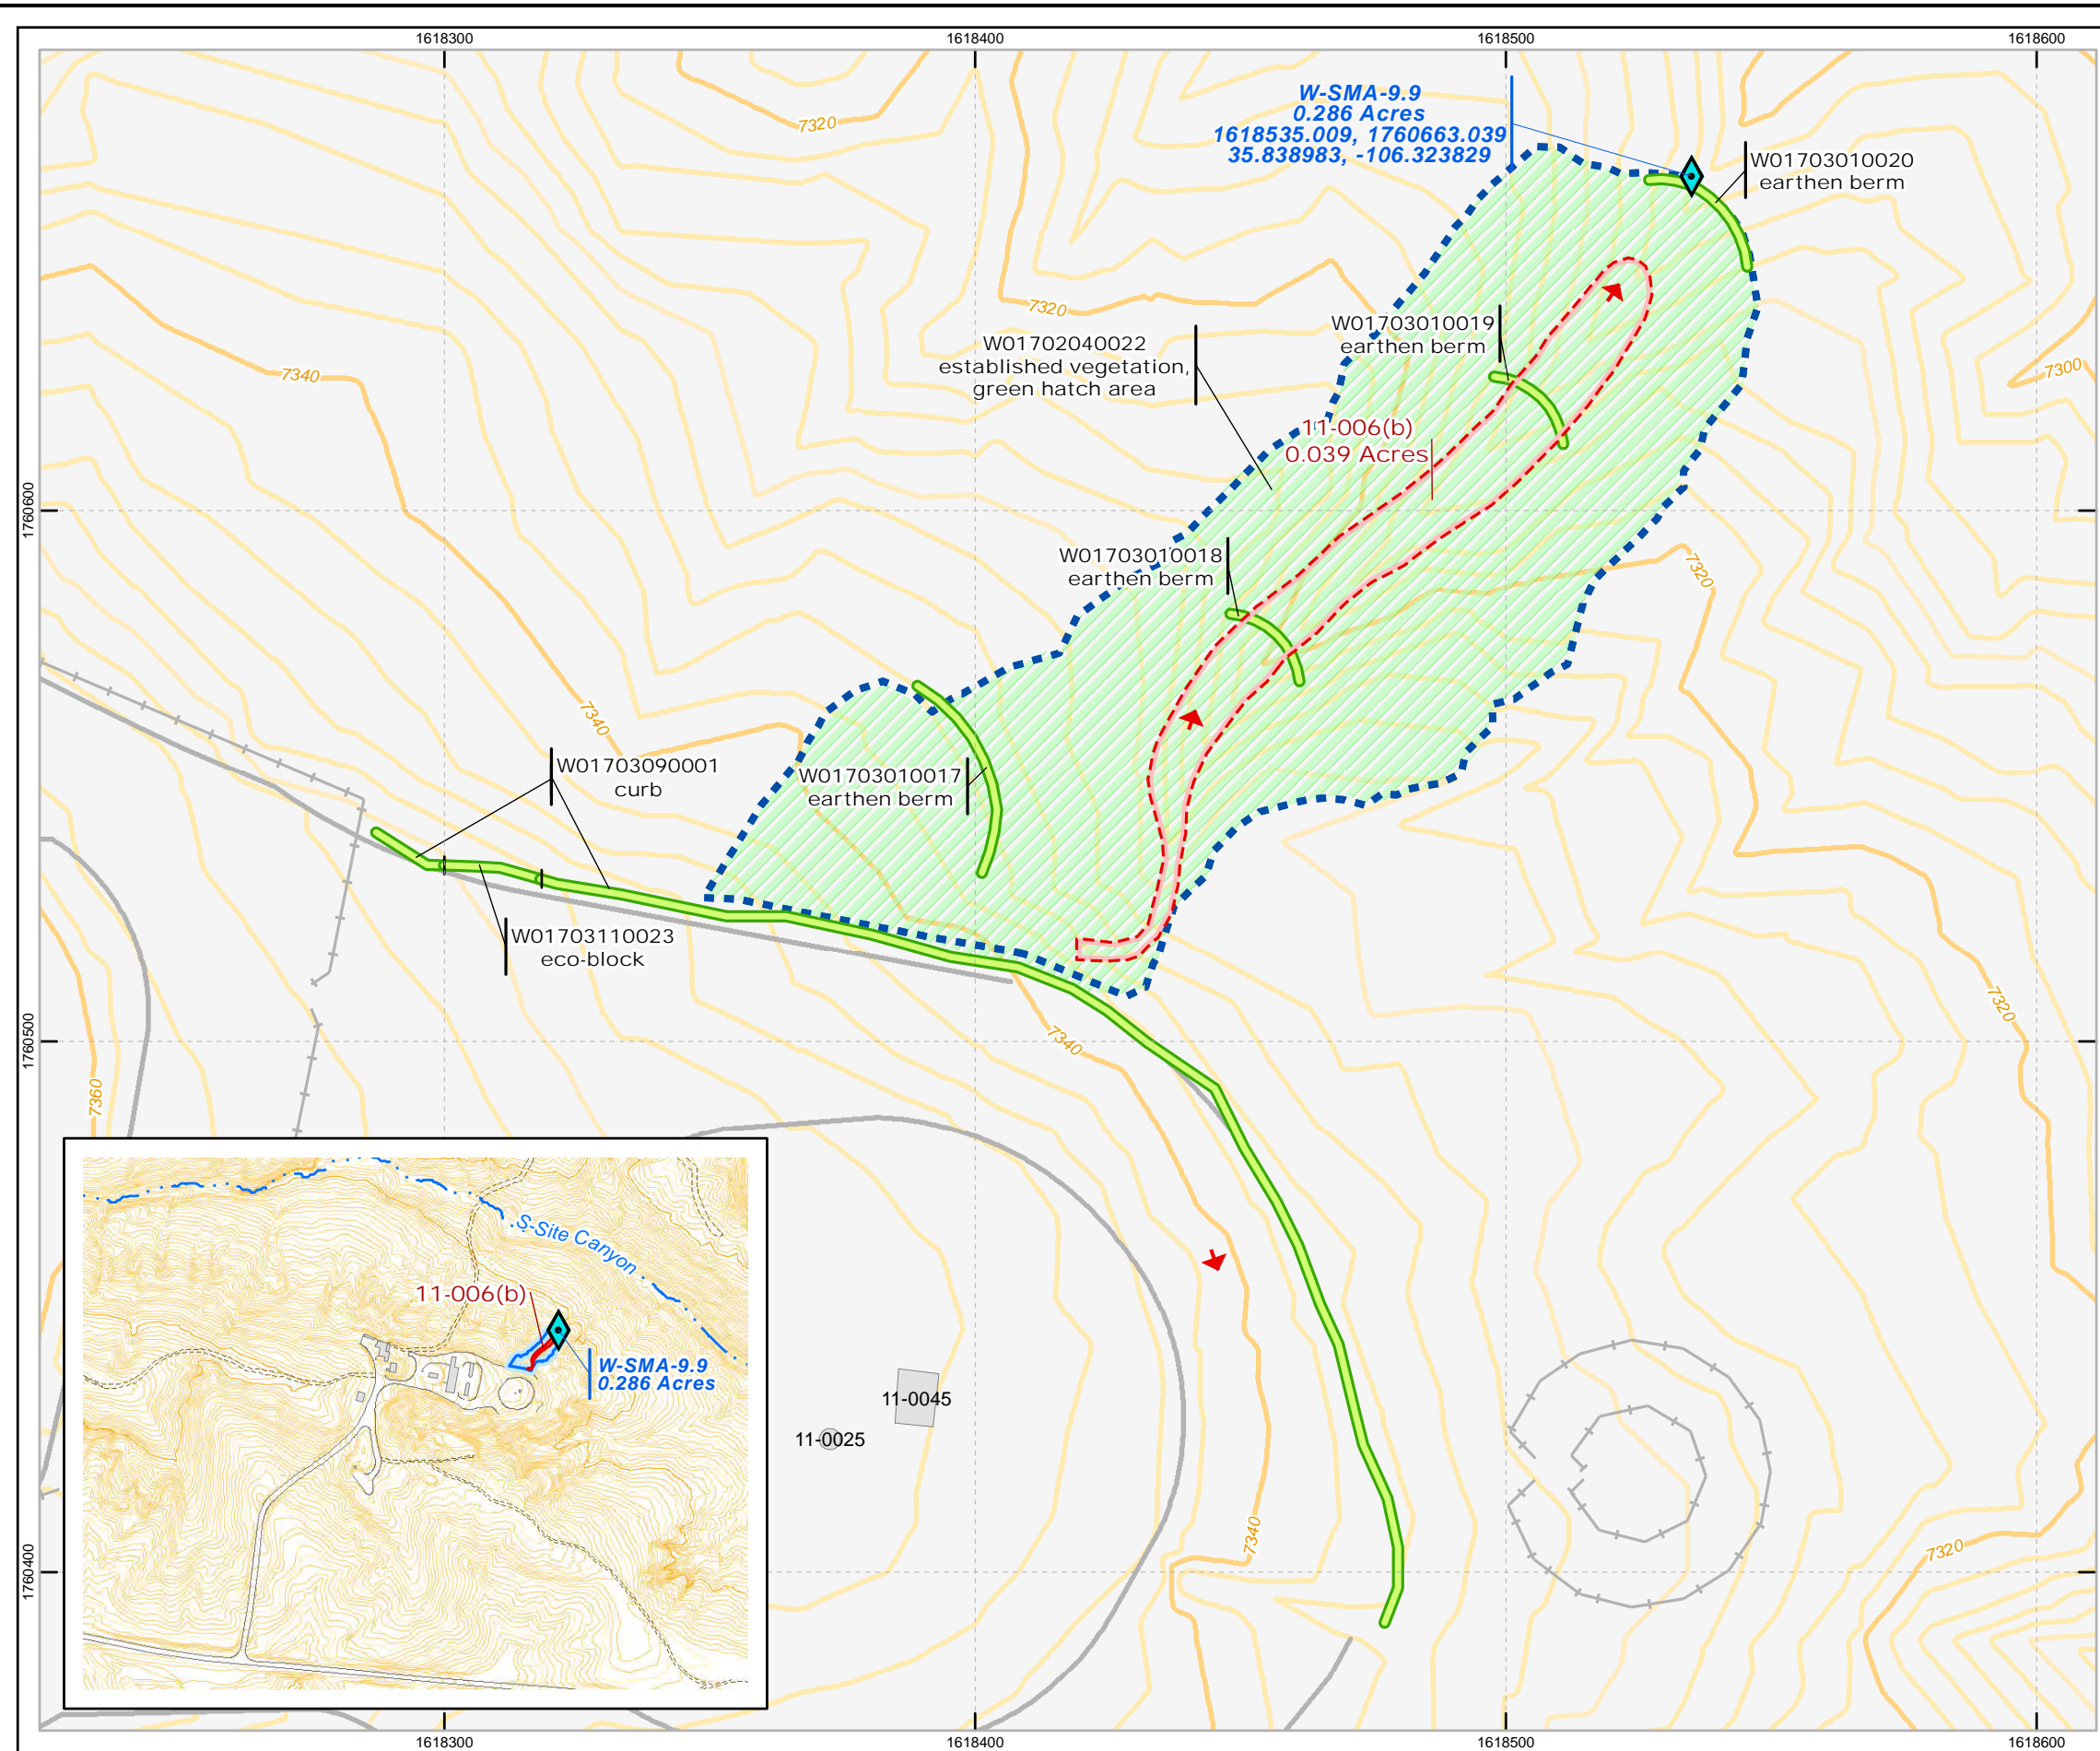 1618300
1618400
1618500
1618600
W-SMA-9.9
0.286 Acres
1618535.009, 1760663.039
35.838983, -106.323829
W01703010020
earthen berm
7320
7320
W01703010019
earthen berm
W01702040022
established vegetation,
green hatch area
7340
7300
11-006(b)
0.039 Acres
1760600
W01703010018
earthen berm
7320
7340
W01703090001
curb
W01703010017
earthen berm
W01703110023
eco-block
7320
1760500
7340
7360
S-Site Canyon
11-006(b)
W-SMA-9.9
0.286 Acres
11-0045
11-0025
7340
7320
1760400
1618300
1618400
1618500
1618600